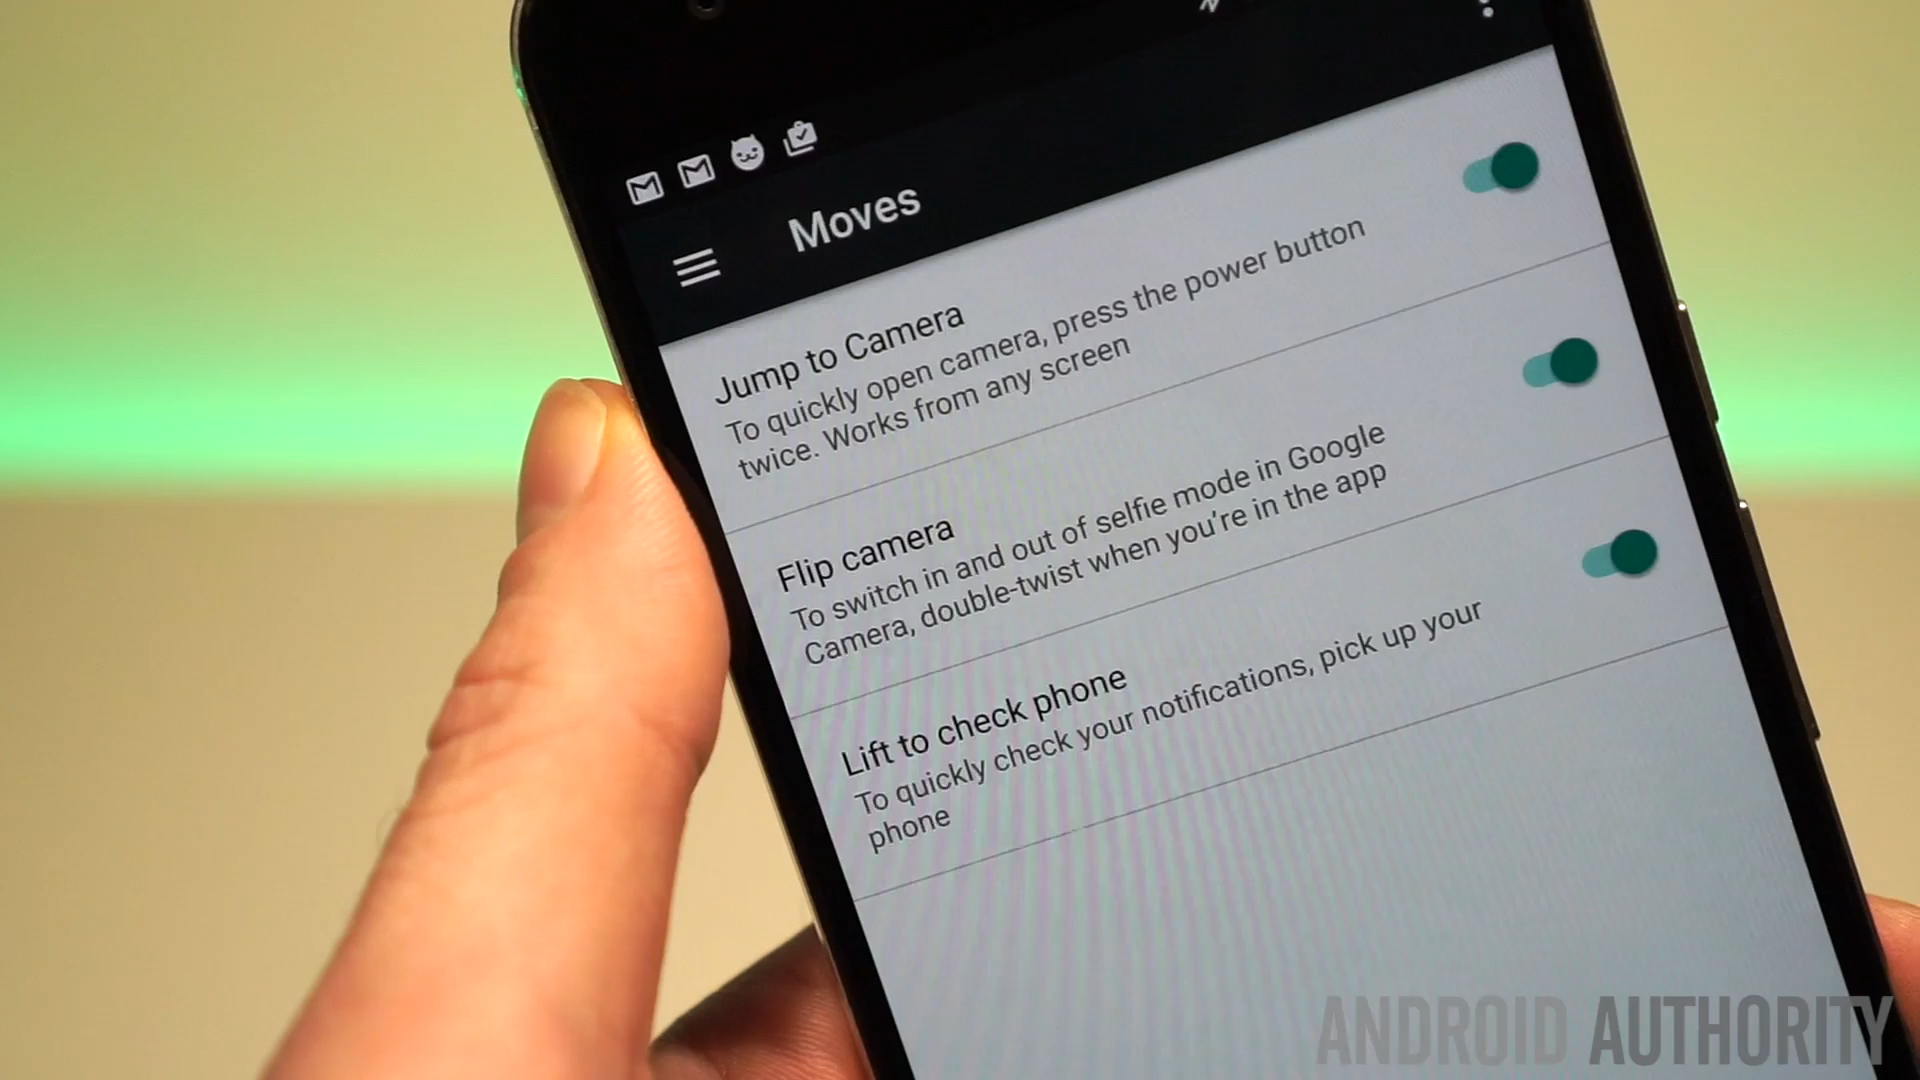 Moves
Jump to Camera
To quickly open camera, press the power button
twice. Works from any screen
Flip camera
To switch in and out of selfie mode in Google
Camera, double-twist when you're in the app
Lift to check phone
To quickly check your notifications, pick up your
phone
ANDROID AUTHORITY